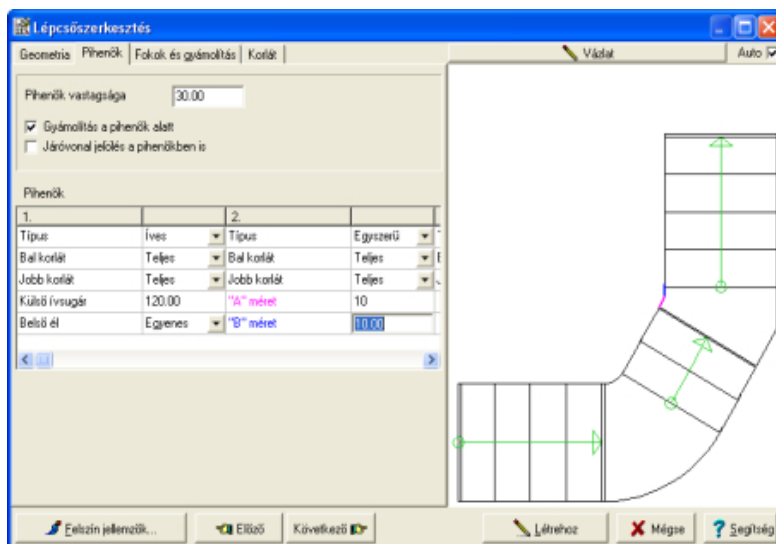 Lépcsőszerkesztés
Geometria Pihenők Fokok és gyámolítás Korlát
Vázlat Auto
Pihenők vastagsága 30.00
Gyámolítás a pihenők alatt
Járóvonal jelölés a pihenőkben is
Pihenők
1. 2.
Típus Íves Típus Egyszerű
Bal korlát Teljes Bal korlát Teljes
Jobb korlát Teljes Jobb korlát Teljes
Külső ívsugár 120.00 "A" méret 10
Belső él Egyenes "B" méret 10.00
Felszín jellemzők... Előző Következő Létrehoz Mégse Segítség